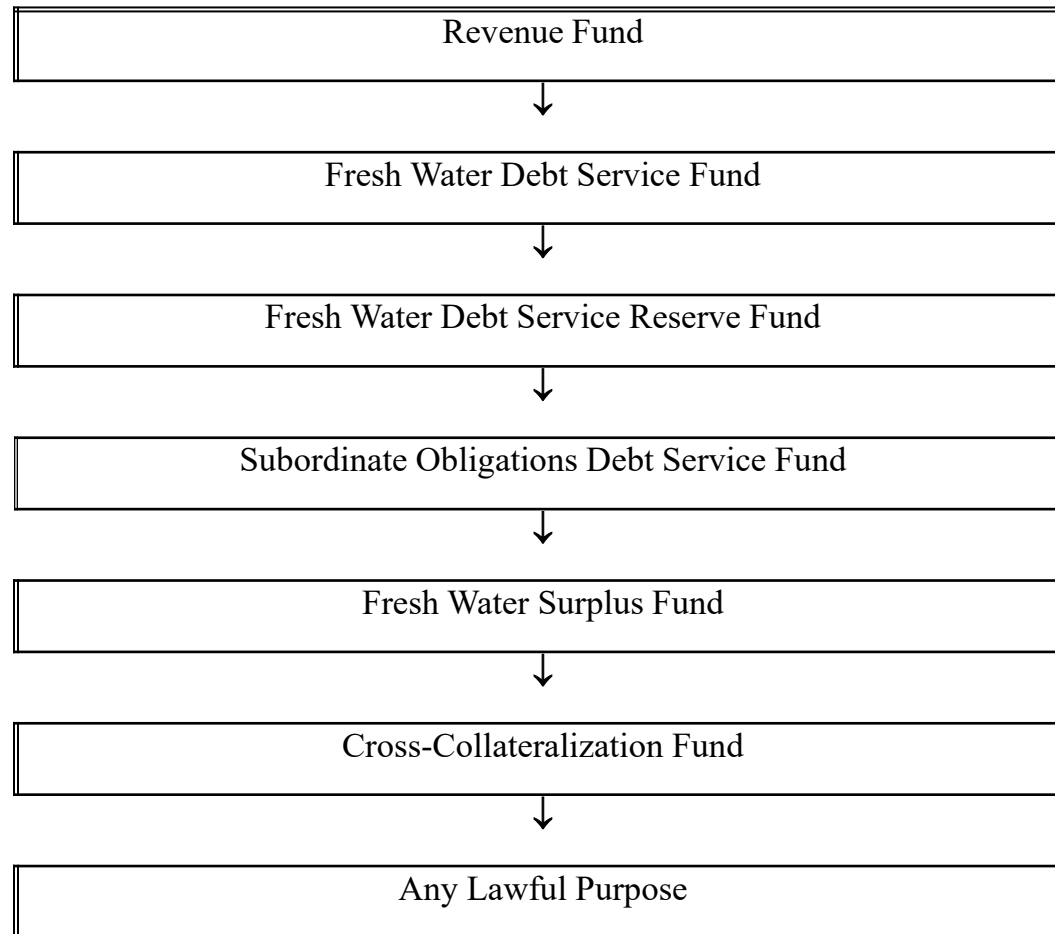 Revenue Fund
Fresh Water Debt Service Fund
Fresh Water Debt Service Reserve Fund
Subordinate Obligations Debt Service Fund
Fresh Water Surplus Fund
Cross-Collateralization Fund
Any Lawful Purpose